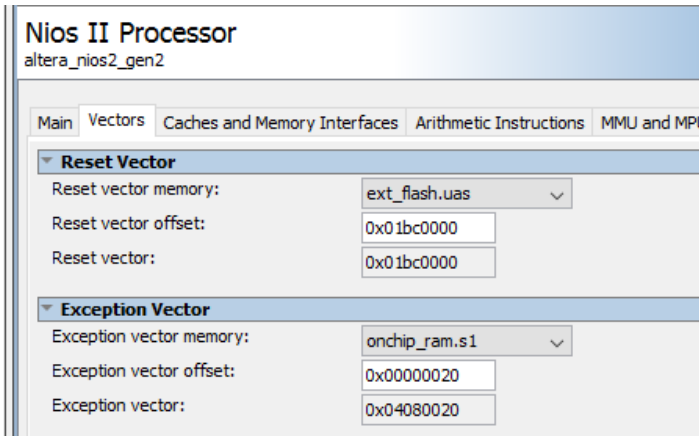 Nios II Processor
altera_nios2_gen2
Main Vectors Caches and Memory Interfaces Arithmetic Instructions MMU and
Reset Vector
Reset vector memory: ext_flash.uas
Reset vector offset: 0x01bc0000
Reset vector: 0x01bc0000
Exception Vector
Exception vector memory: onchip_ram.s1
Exception vector offset: 0x00000020
Exception vector: 0x04080020